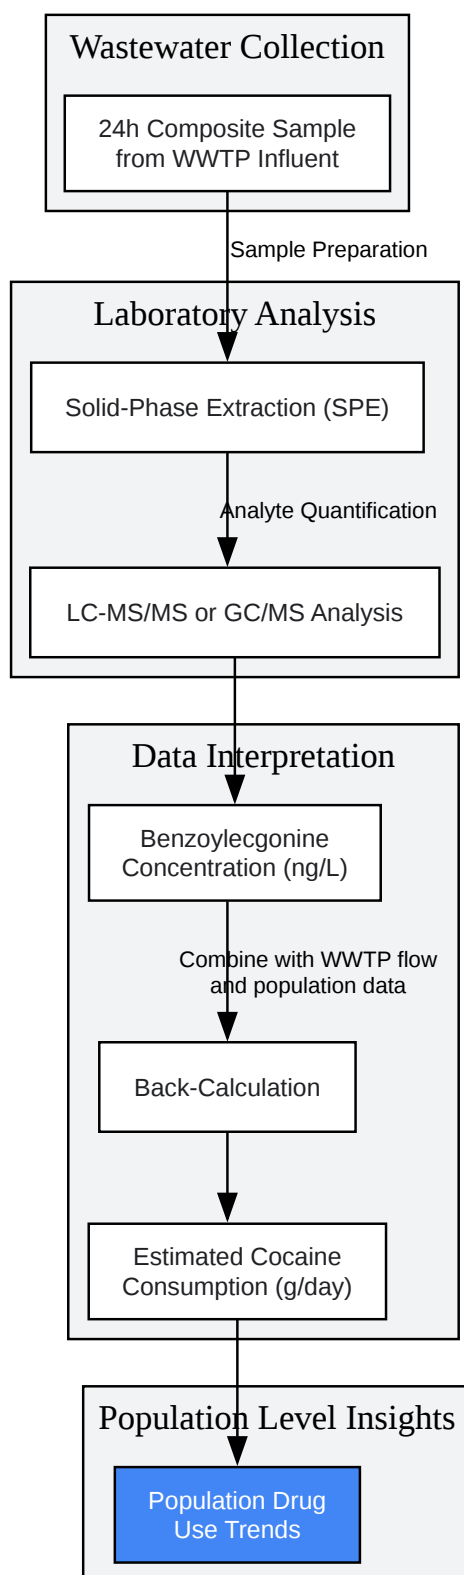 Wastewater Collection
24h Composite Sample
from WWTP Influent
Sample Preparation
Laboratory Analysis
Solid-Phase Extraction (SPE)
Analyte Quantification
LC-MS/MS or GC/MS Analysis
Data Interpretation
Benzoylecgonine
Concentration (ng/L)
Combine with WWTP flow
and population data
Back-Calculation
Estimated Cocaine
Consumption (g/day)
Population Level Insights
Population Drug
Use Trends